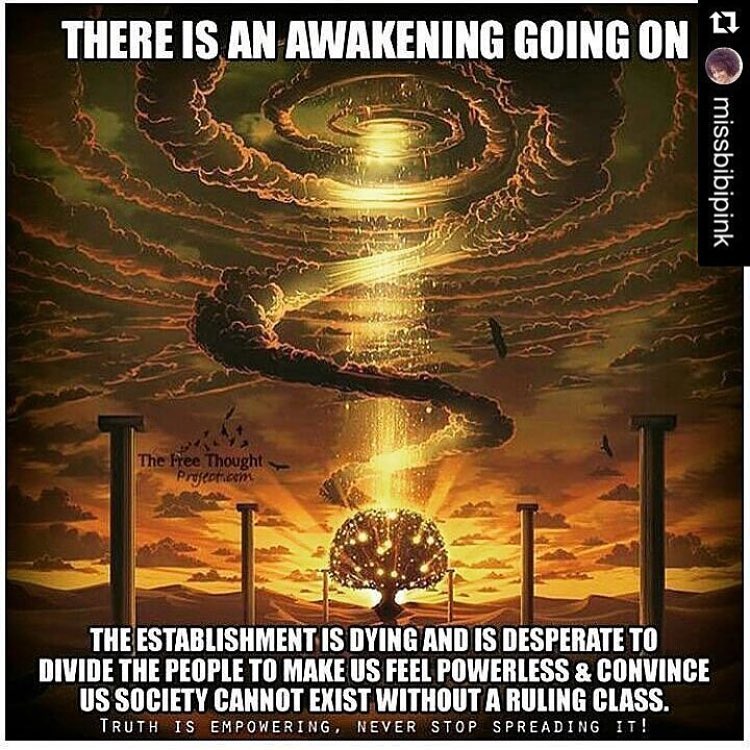 THERE IS AN AWAKENING GOING ON
missbibipink
The Free Thought
Project.com
THE ESTABLISHMENT IS DYING AND IS DESPERATE TO
DIVIDE THE PEOPLE TO MAKE US FEEL POWERLESS & CONVINCE
US SOCIETY CANNOT EXIST WITHOUT A RULING CLASS.
TRUTH IS EMPOWERING, NEVER STOP SPREADING IT!